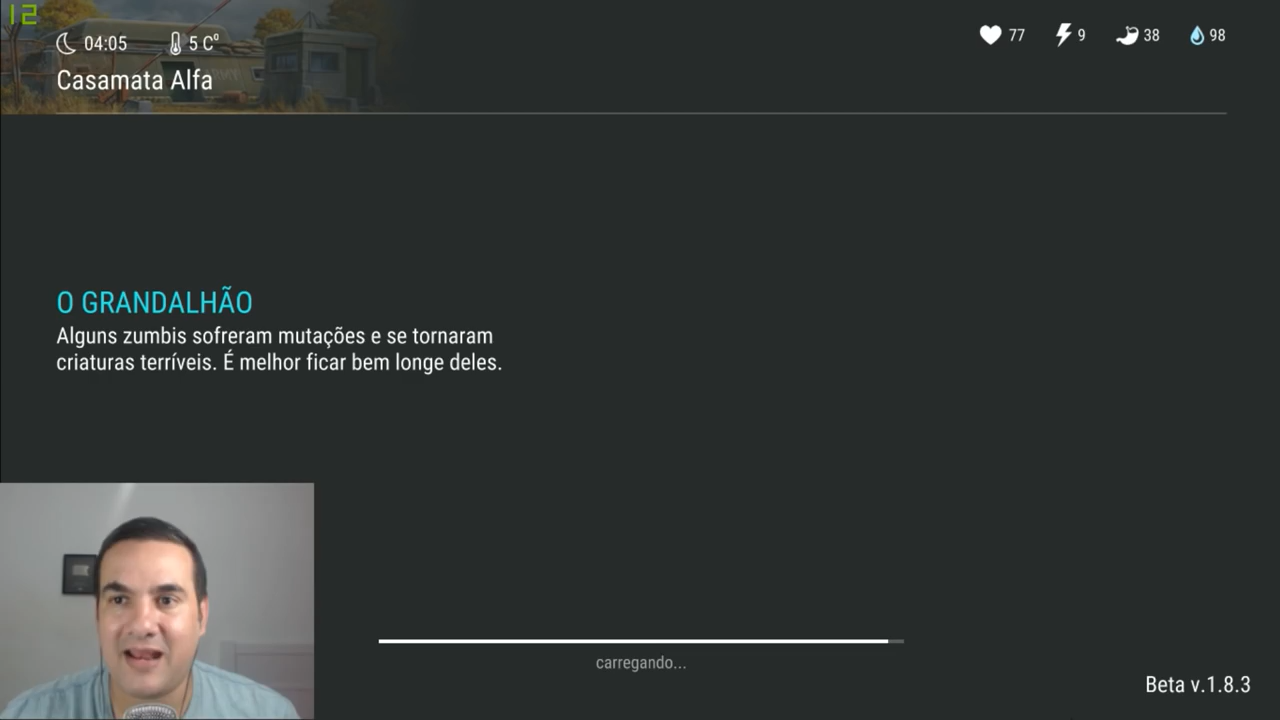 12
04:05 5 Cº
77 9 38 98
Casamata Alfa
O GRANDALHÃO
Alguns zumbis sofreram mutações e se tornaram
criaturas terríveis. É melhor ficar bem longe deles.
carregando...
Beta v.1.8.3